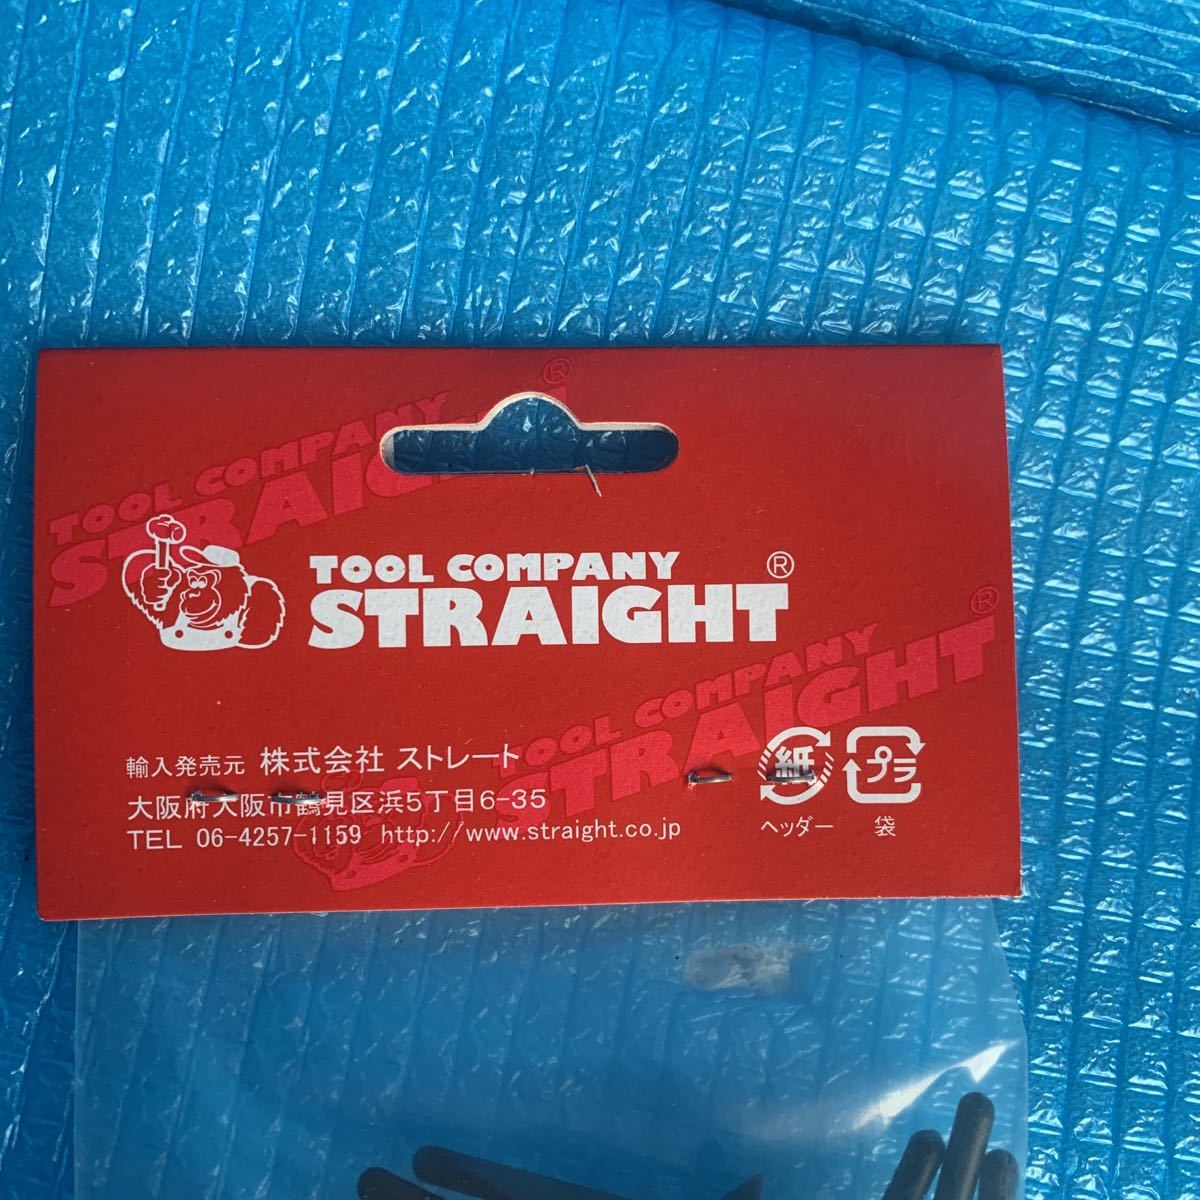 TOOL COMPANY
STRAIGHT ®
TOOL COMPANY
STRAIGHT®
TOOL COMPANY
STRAIGHT ®
輸入発売元 株式会社 ストレート
大阪府大阪市鶴見区浜5丁目6-35
TEL 06-4257-1159 http://www.straight.co.jp
紙
プラ
ヘッダー
袋